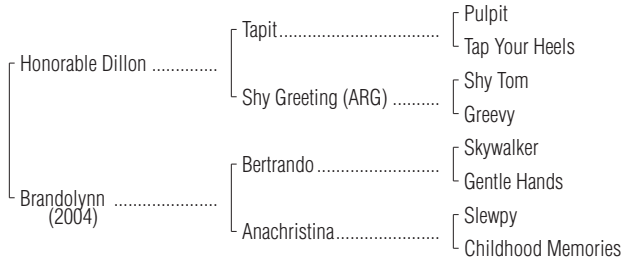 Pulpit
Tapit......................................
Tap Your Heels
Honorable Dillon ...............
Shy Tom
Shy Greeting (ARG) ...........
Greevy
Skywalker
Bertrando .............................
Gentle Hands
Brandolynn ........................
(2004)
Slewpy
Anachristina........................
Childhood Memories